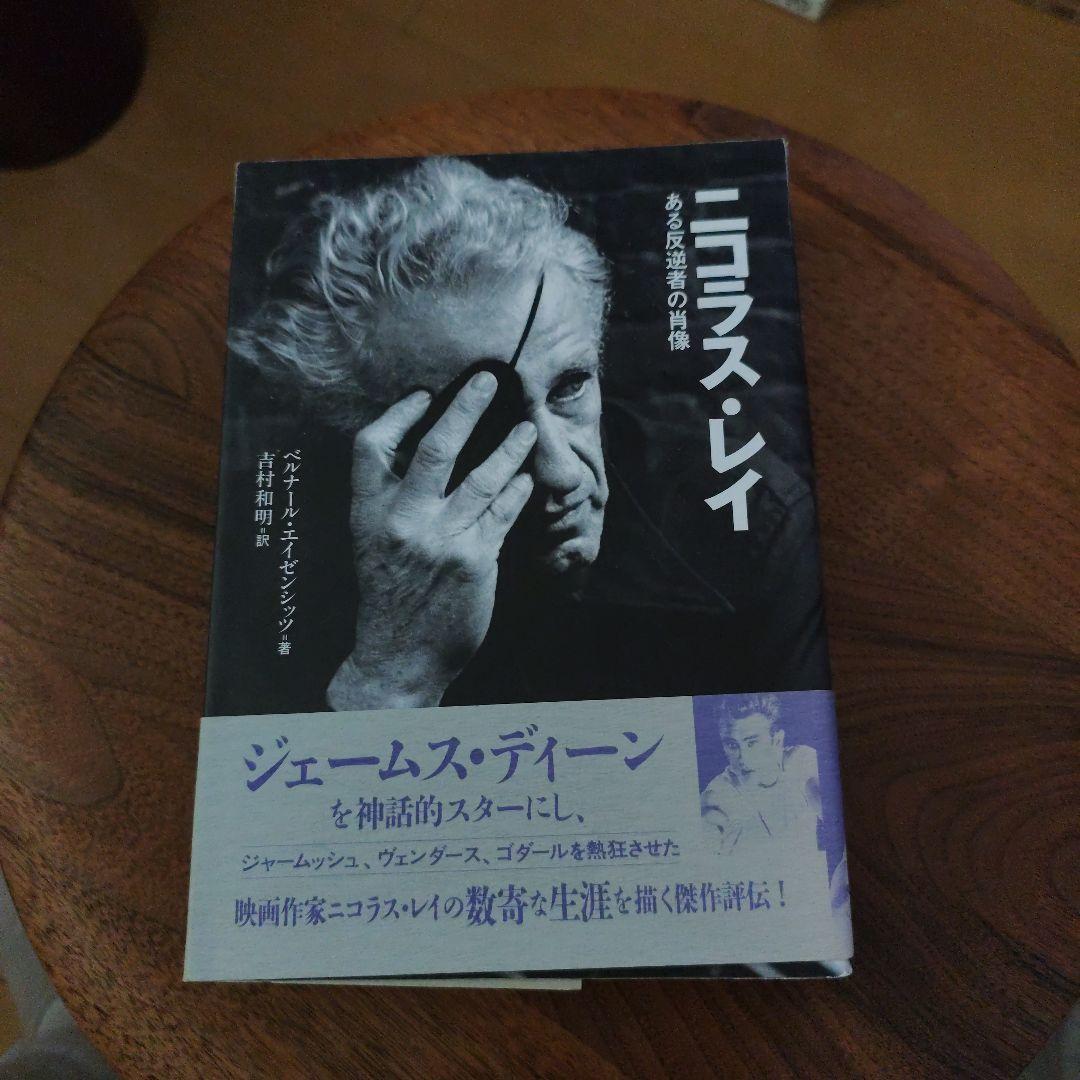 ニコラス・レイ
ある反逆者の肖像
ベルナール・エイゼンシッツ=著
吉村和明=訳
ジェームス・ディーン
を神話的スターにし、
ジャームッシュ、ヴェンダース、ゴダールを熱狂させた
映画作家ニコラス・レイの数寄な生涯を描く傑作評伝!